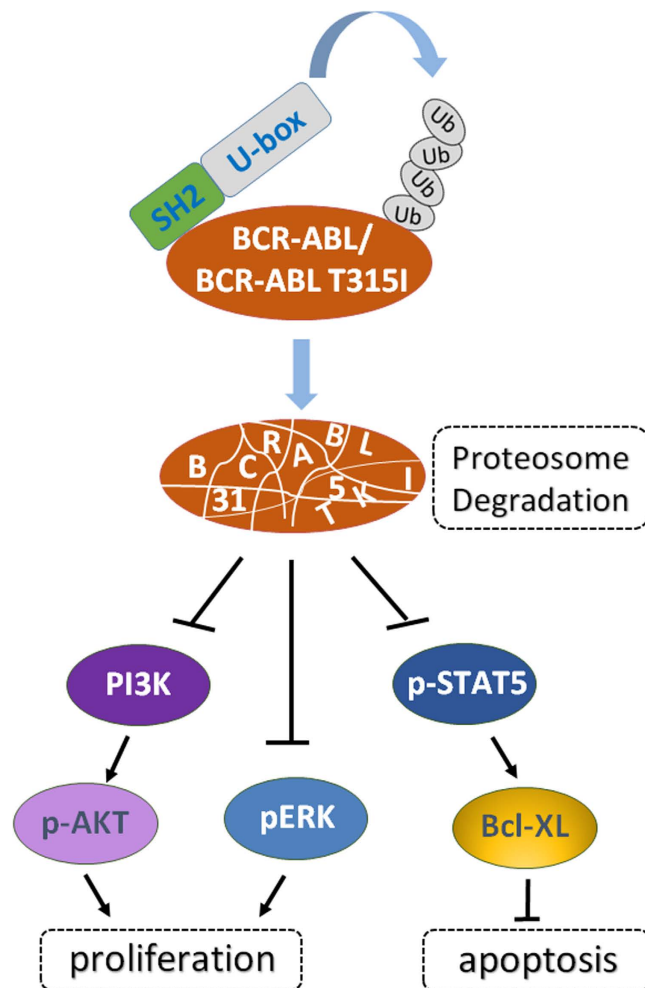 U-box
SH2
Ub
Ub
Ub
Ub
BCR-ABL/
BCR-ABL T315I
B C R A B L
31 5 T K I
Proteosome
Degradation
PI3K
p-STAT5
p-AKT
pERK
Bcl-XL
proliferation
apoptosis